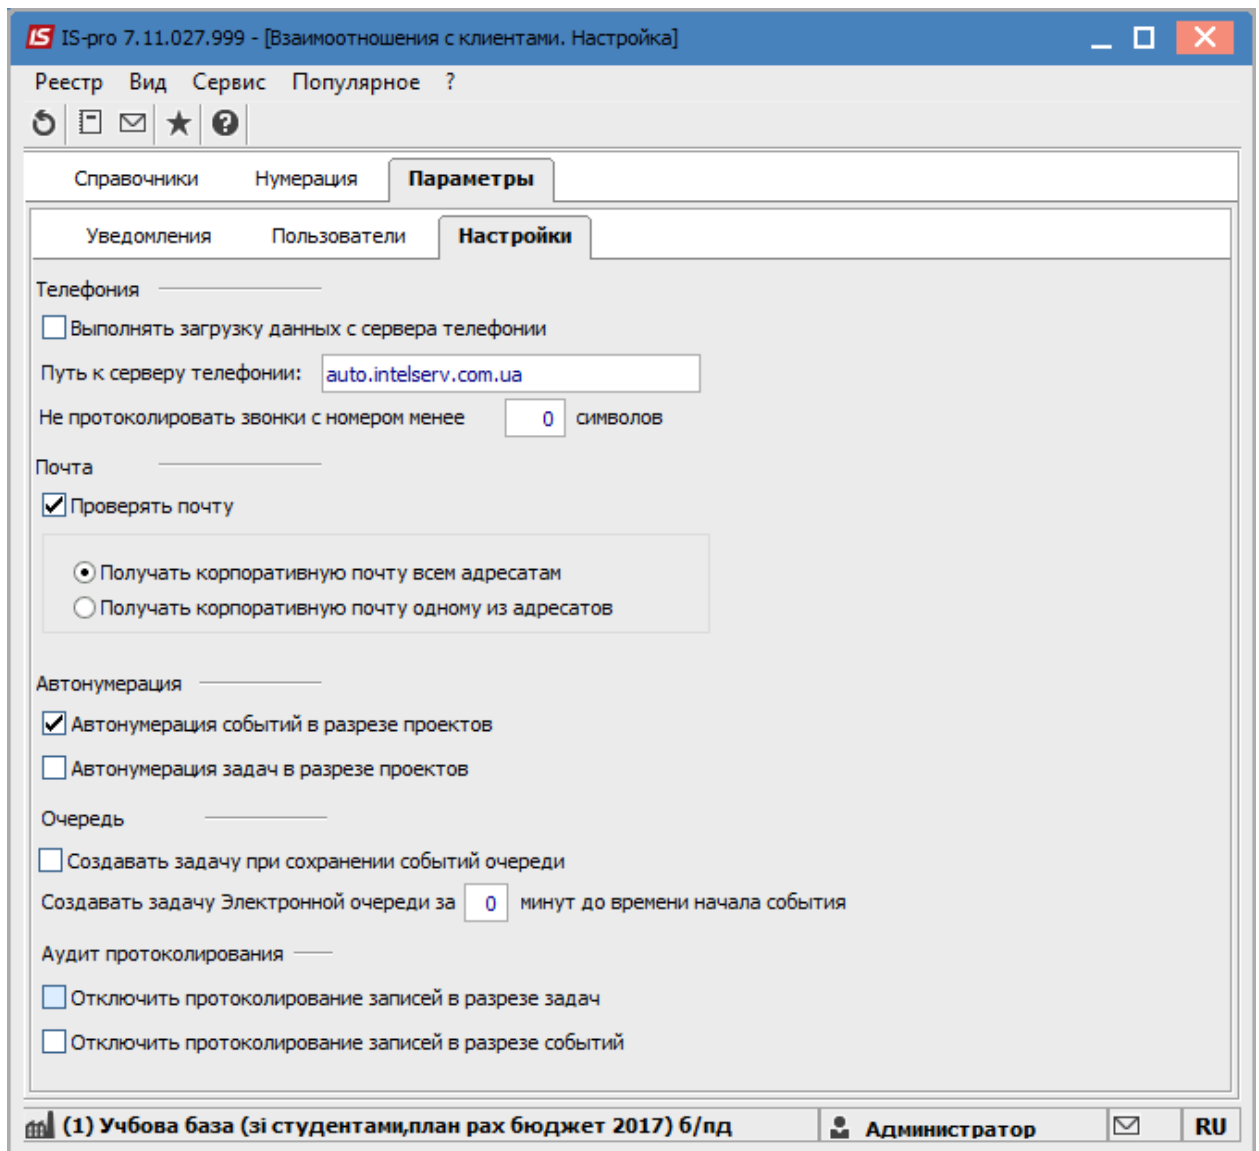 IS IS-pro 7.11.027.999 - [Взаимоотношения с клиентами. Настройка]
Реестр Вид Сервис Популярное ?
Справочники Нумерация Параметры
Уведомления Пользователи Настройки
Телефония
Выполнять загрузку данных с сервера телефонии
Путь к серверу телефонии: auto.intelserv.com.ua
Не протоколировать звонки с номером менее 0 символов
Почта
Проверять почту
Получать корпоративную почту всем адресатам
Получать корпоративную почту одному из адресатов
Автонумерация
Автонумерация событий в разрезе проектов
Автонумерация задач в разрезе проектов
Очередь
Создавать задачу при сохранении событий очереди
Создавать задачу Электронной очереди за 0 минут до времени начала события
Аудит протоколирования
Отключить протоколирование записей в разрезе задач
Отключить протоколирование записей в разрезе событий
(1) Учбова база (зі студентами,план рах бюджет 2017) б/пд Администратор RU